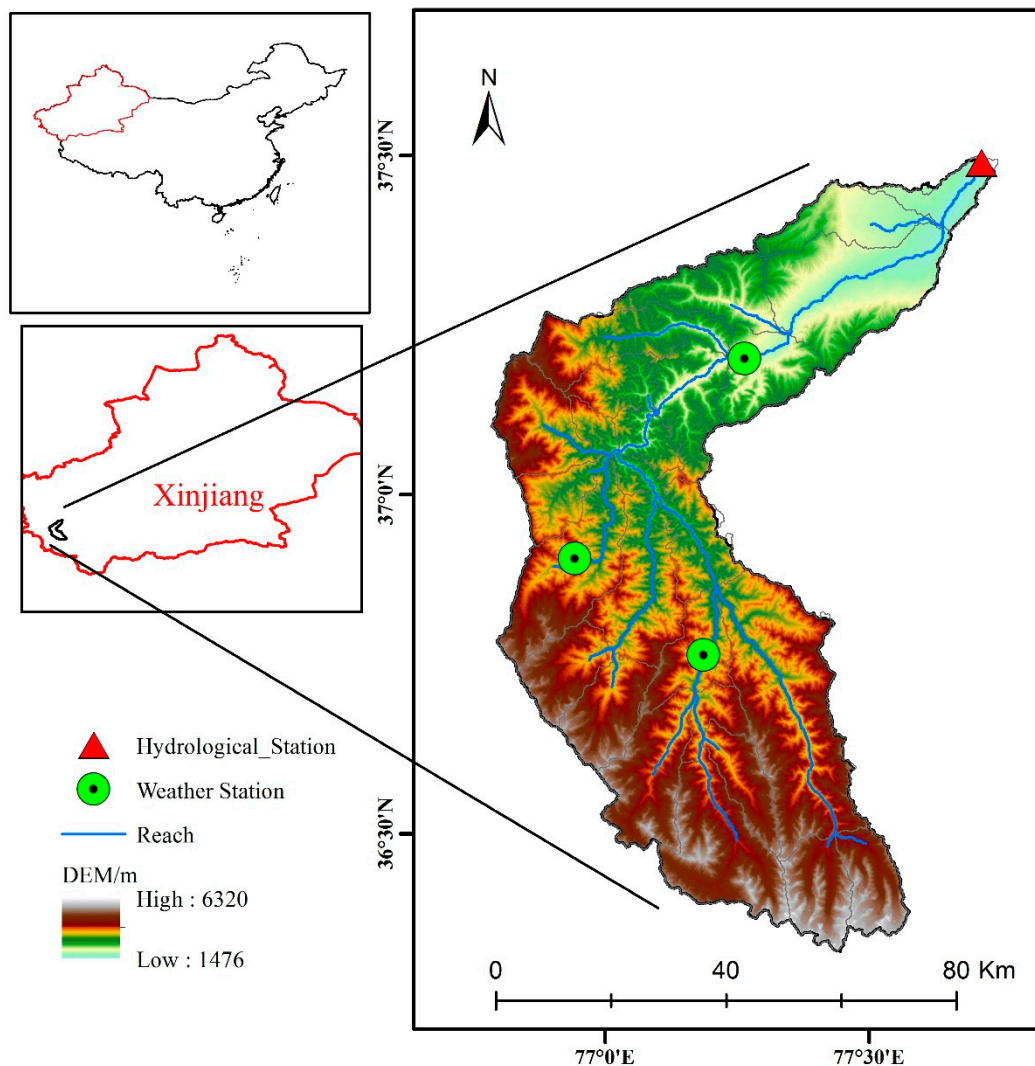 N
37°30'N
37°0'N
36°30'N
Xinjiang
Hydrological_Station
Weather Station
Reach
DEM/m
High : 6320
Low : 1476
0 40 80 Km
77°0'E 77°30'E